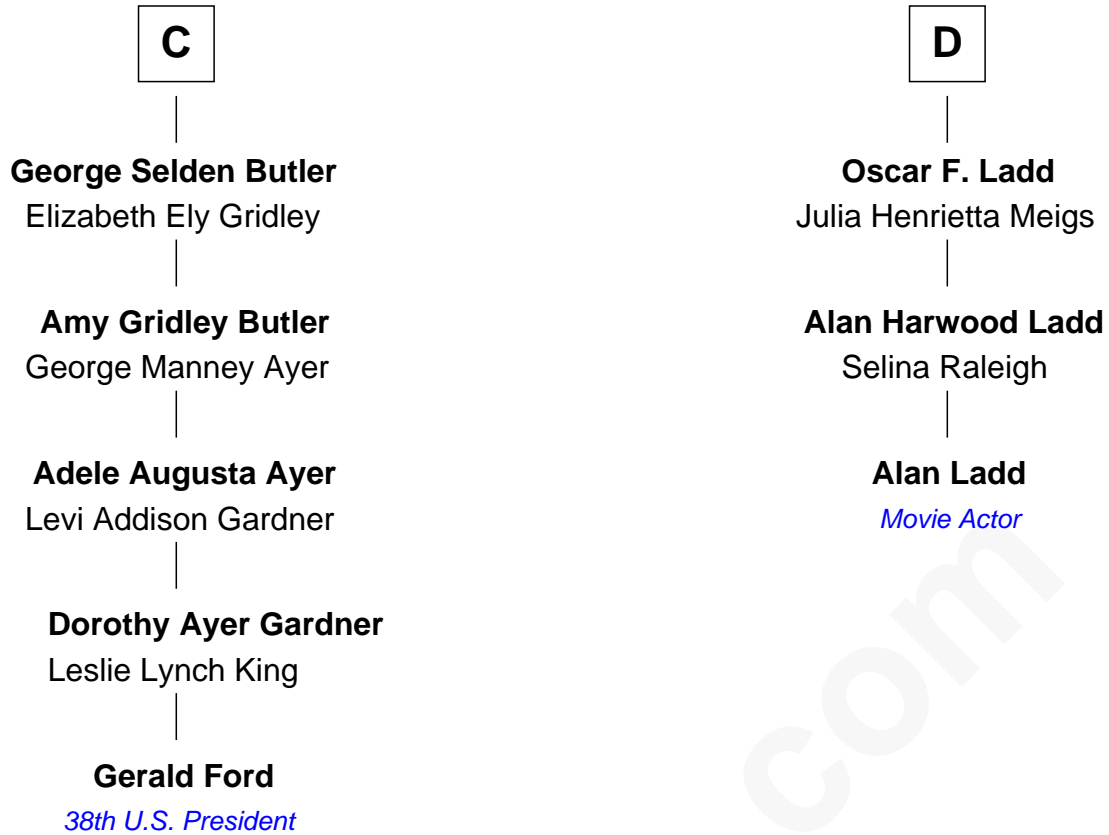 C
George Selden Butler
Elizabeth Ely Gridley
Amy Gridley Butler
George Manney Ayer
Adele Augusta Ayer
Levi Addison Gardner
Dorothy Ayer Gardner
Leslie Lynch King
Gerald Ford
38th U.S. President
D
Oscar F. Ladd
Julia Henrietta Meigs
Alan Harwood Ladd
Selina Raleigh
Alan Ladd
Movie Actor
com